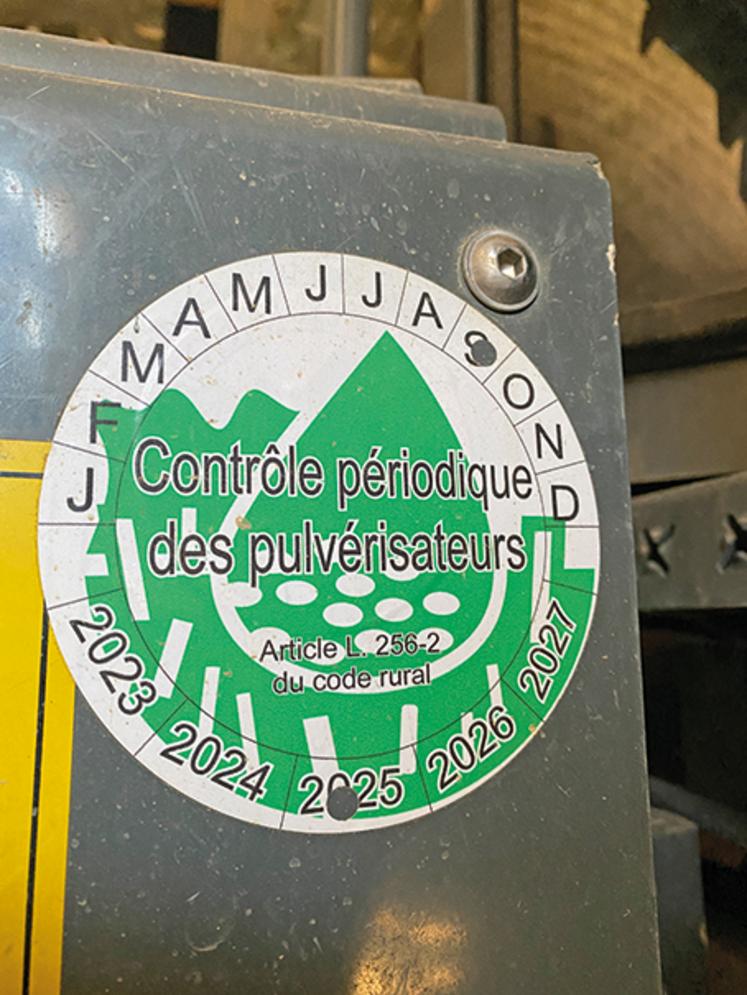 J F M A M J J A S O N D
Contrôle périodique
des pulvérisateurs
Article L. 256-2
du code rural
2023 2024 2025 2026 2027